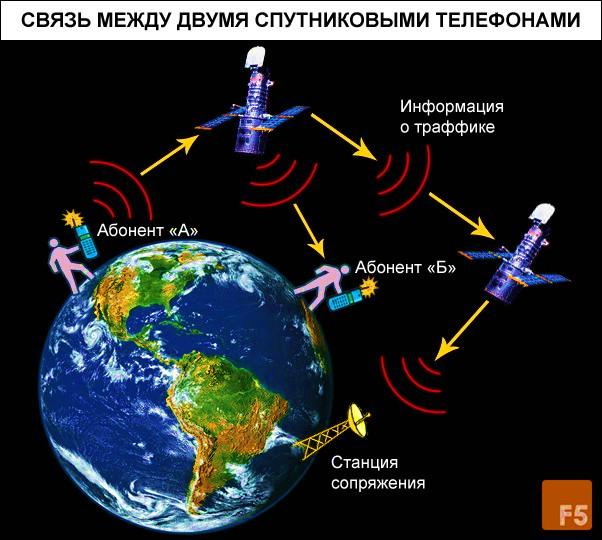 СВЯЗЬ МЕЖДУ ДВУМЯ СПУТНИКОВЫМИ ТЕЛЕФОНАМИ
Информация
о траффике
Абонент «А»
Абонент «Б»
Станция
сопряжения
F5